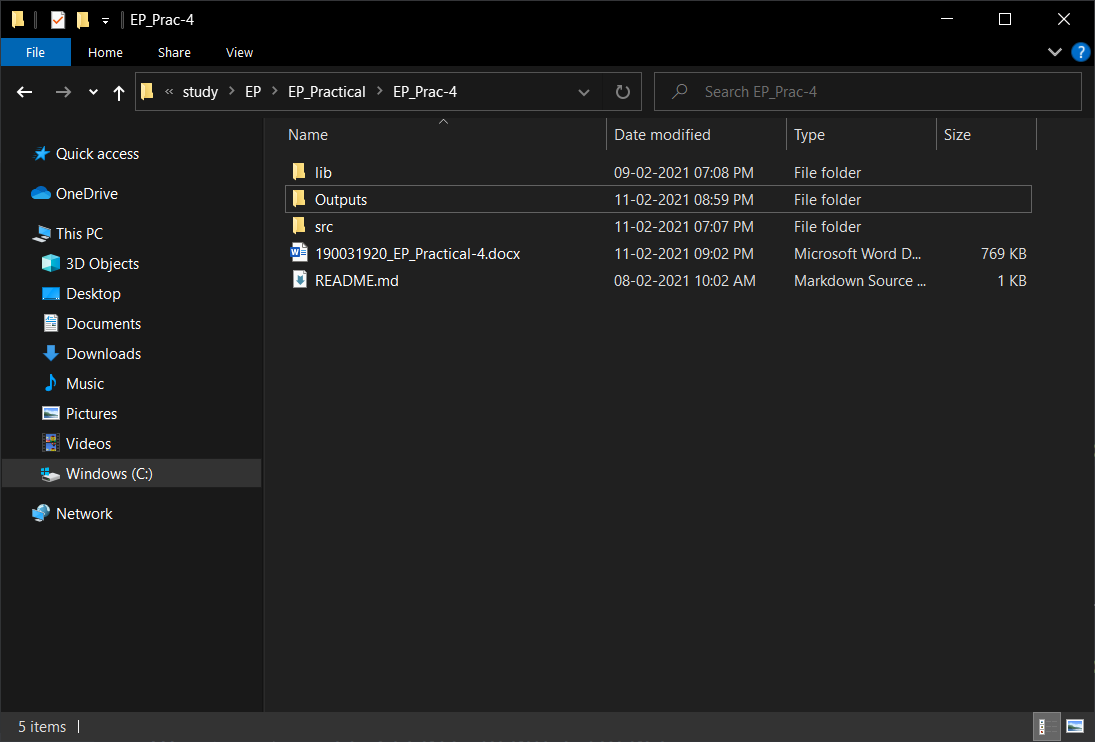 EP_Prac-4
File Home Share View
« study > EP > EP_Practical > EP_Prac-4 Search EP_Prac-4
Quick access
OneDrive
This PC
3D Objects
Desktop
Documents
Downloads
Music
Pictures
Videos
Windows (C:)
Network
Name Date modified Type Size
lib 09-02-2021 07:08 PM File folder
Outputs 11-02-2021 08:59 PM File folder
src 11-02-2021 07:07 PM File folder
190031920_EP_Practical-4.docx 11-02-2021 09:02 PM Microsoft Word D... 769 KB
README.md 08-02-2021 10:02 AM Markdown Source ... 1 KB
5 items